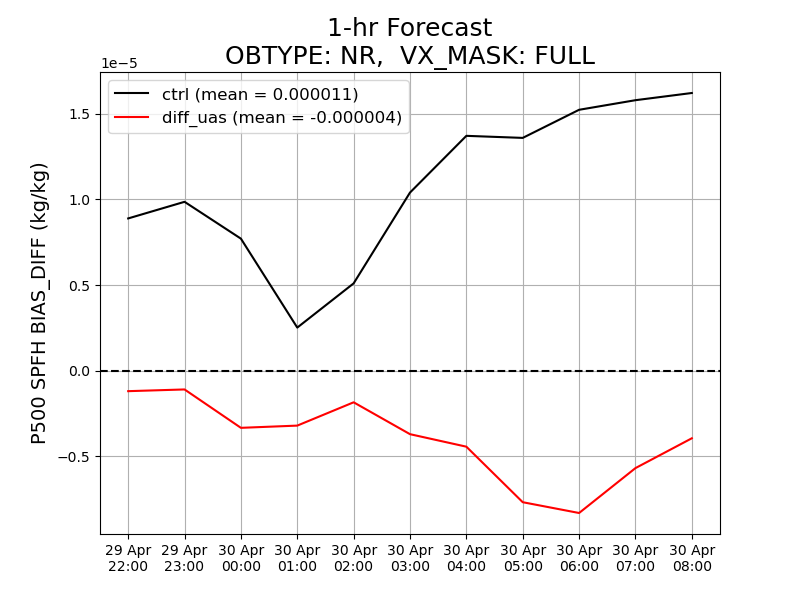 1-hr Forecast
OBTYPE: NR,  VX_MASK: FULL
1e−5
ctrl (mean = 0.000011)
diff_uas (mean = -0.000004)
P500 SPFH BIAS_DIFF (kg/kg)
1.5
1.0
0.5
0.0
−0.5
29 Apr 29 Apr 30 Apr 30 Apr 30 Apr 30 Apr 30 Apr 30 Apr 30 Apr 30 Apr 30 Apr
22:00 23:00 00:00 01:00 02:00 03:00 04:00 05:00 06:00 07:00 08:00